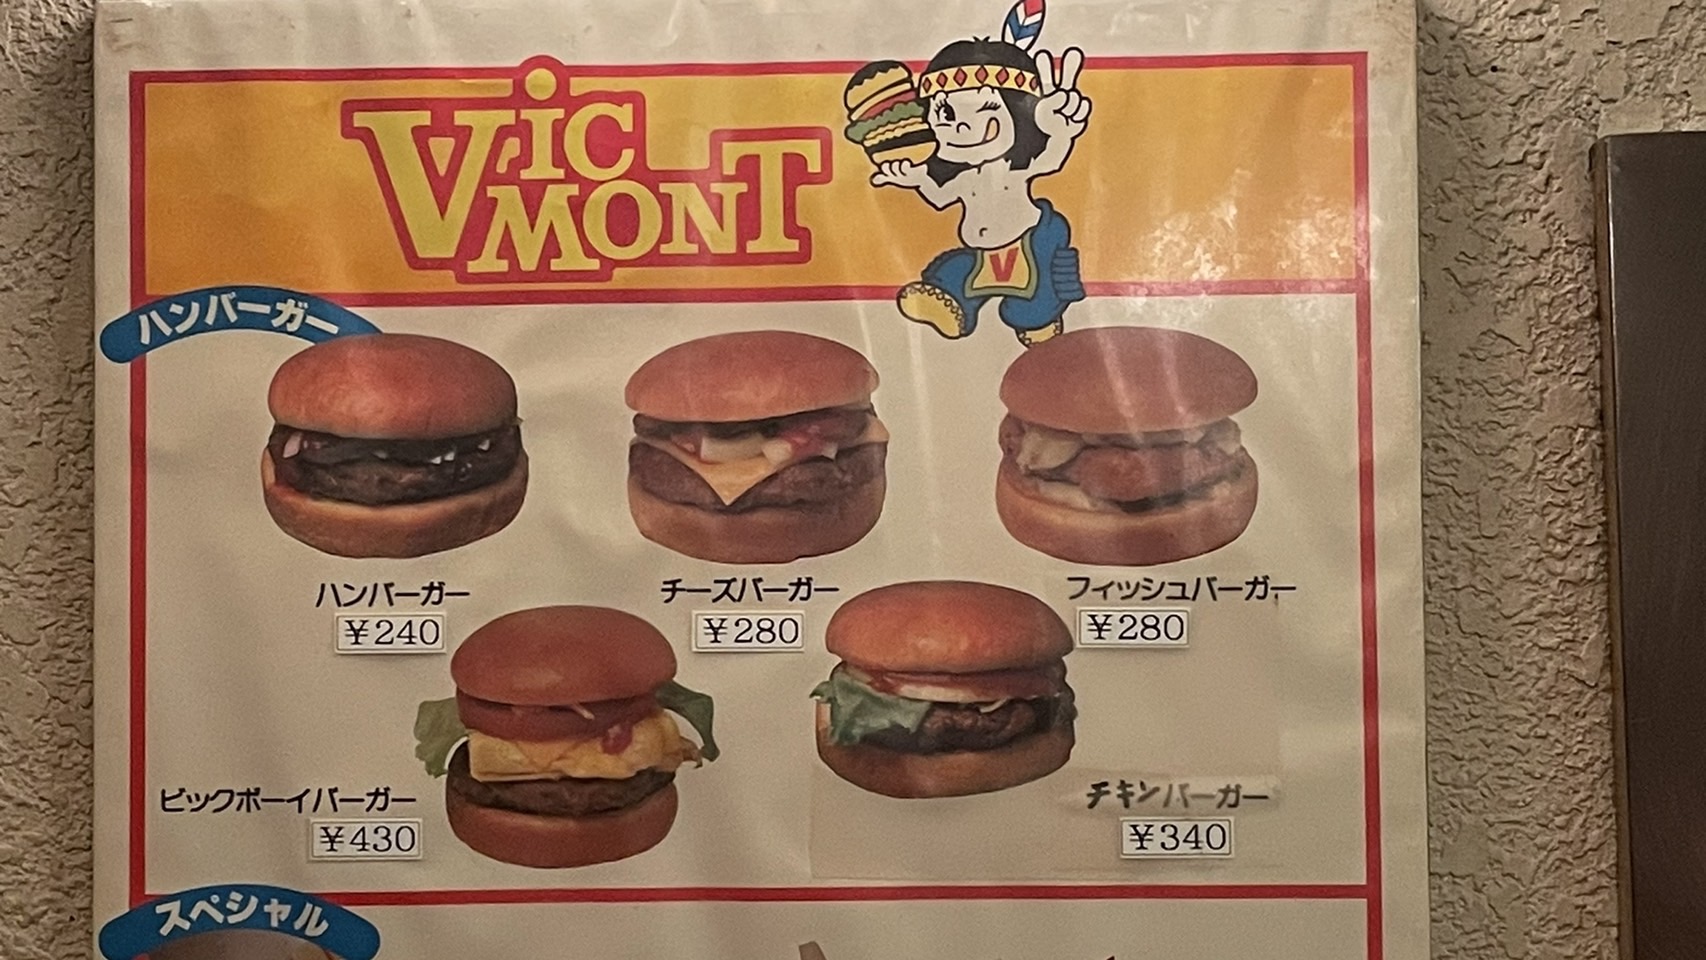 VIC
MONT
V
ハンバーガー
ハンバーガー
¥240
チーズバーガー
¥280
フィッシュバーガー
¥280
ビックボーイバーガー
¥430
チキンバーガー
¥340
スペシャル